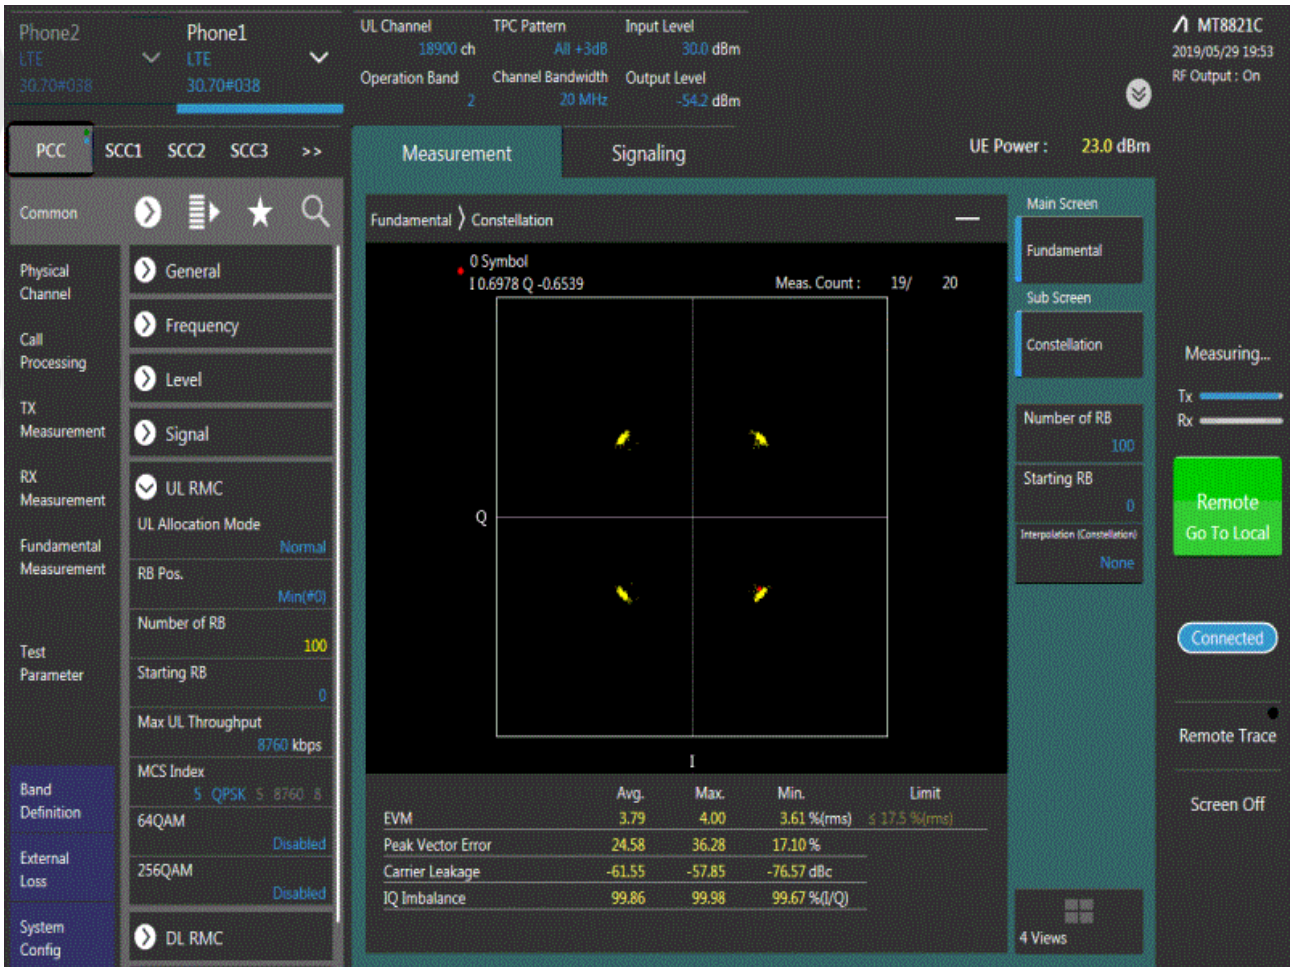 Phone2
LTE
30.70#038
Phone1
LTE
30.70#038
UL Channel
18900 ch
TPC Pattern
All +3dB
Input Level
30.0 dBm
Operation Band
2
Channel Bandwidth
20 MHz
Output Level
-54.2 dBm
MT8821C
2019/05/29 19:53
RF Output : On
PCC SCC1 SCC2 SCC3 >>
Measurement Signaling
UE Power : 23.0 dBm
Common
Physical
Channel
Call
Processing
TX
Measurement
RX
Measurement
Fundamental
Measurement
Test
Parameter
Band
Definition
External
Loss
System
Config
General
Frequency
Level
Signal
UL RMC
UL Allocation Mode
Normal
RB Pos.
Min(#0)
Number of RB
100
Starting RB
0
Max UL Throughput
8760 kbps
MCS Index
5 QPSK 5 8760 8
64QAM
Disabled
256QAM
Disabled
DL RMC
Fundamental Constellation
0 Symbol
I 0.6978 Q -0.6539
Meas. Count : 19/ 20
Q
I
Avg. Max. Min. Limit
EVM 3.79 4.00 3.61 %(rms) ≤ 17.5 %(rms)
Peak Vector Error 24.58 36.28 17.10 %
Carrier Leakage -61.55 -57.85 -76.57 dBc
IQ Imbalance 99.86 99.98 99.67 %(I/Q)
Main Screen
Fundamental
Sub Screen
Constellation
Number of RB
100
Starting RB
0
Interpolation (Constellation)
None
4 Views
Measuring...
Tx
Rx
Remote
Go To Local
Connected
Remote Trace
Screen Off